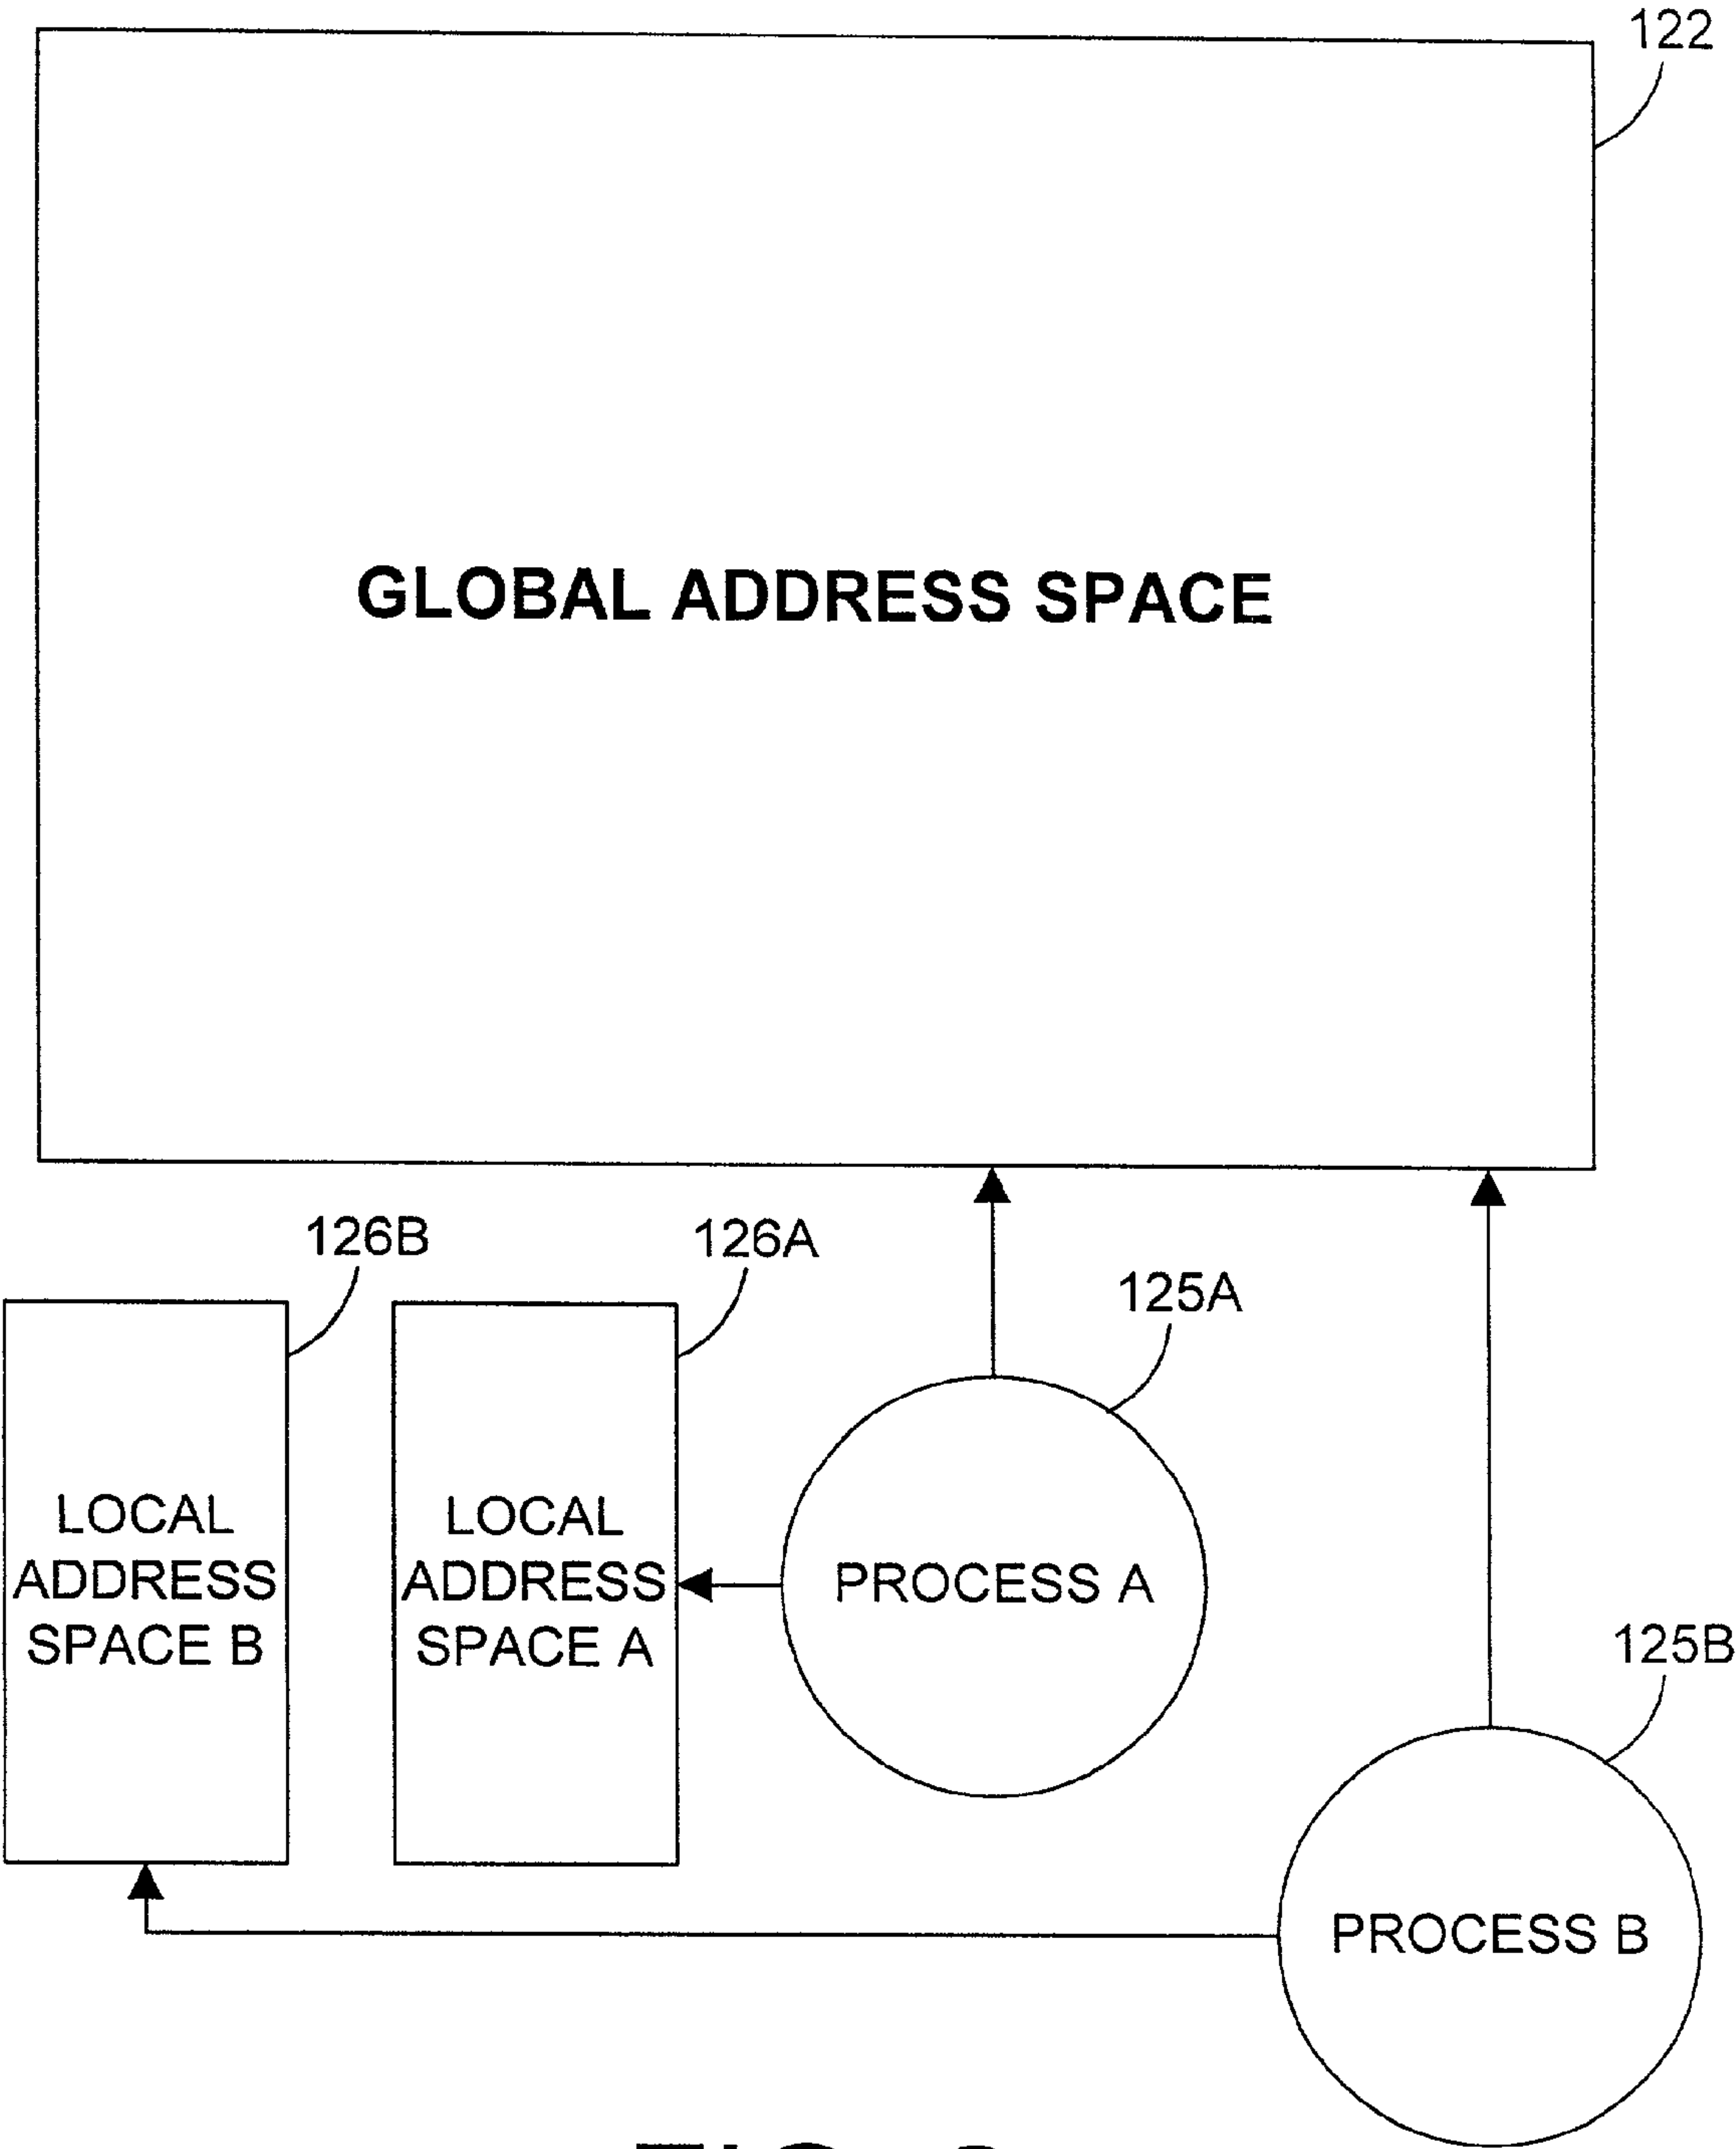 122
GLOBAL ADDRESS SPACE
126B
126A
125A
LOCAL
ADDRESS
SPACE B
LOCAL
ADDRESS
SPACE A
PROCESS A
125B
PROCESS B